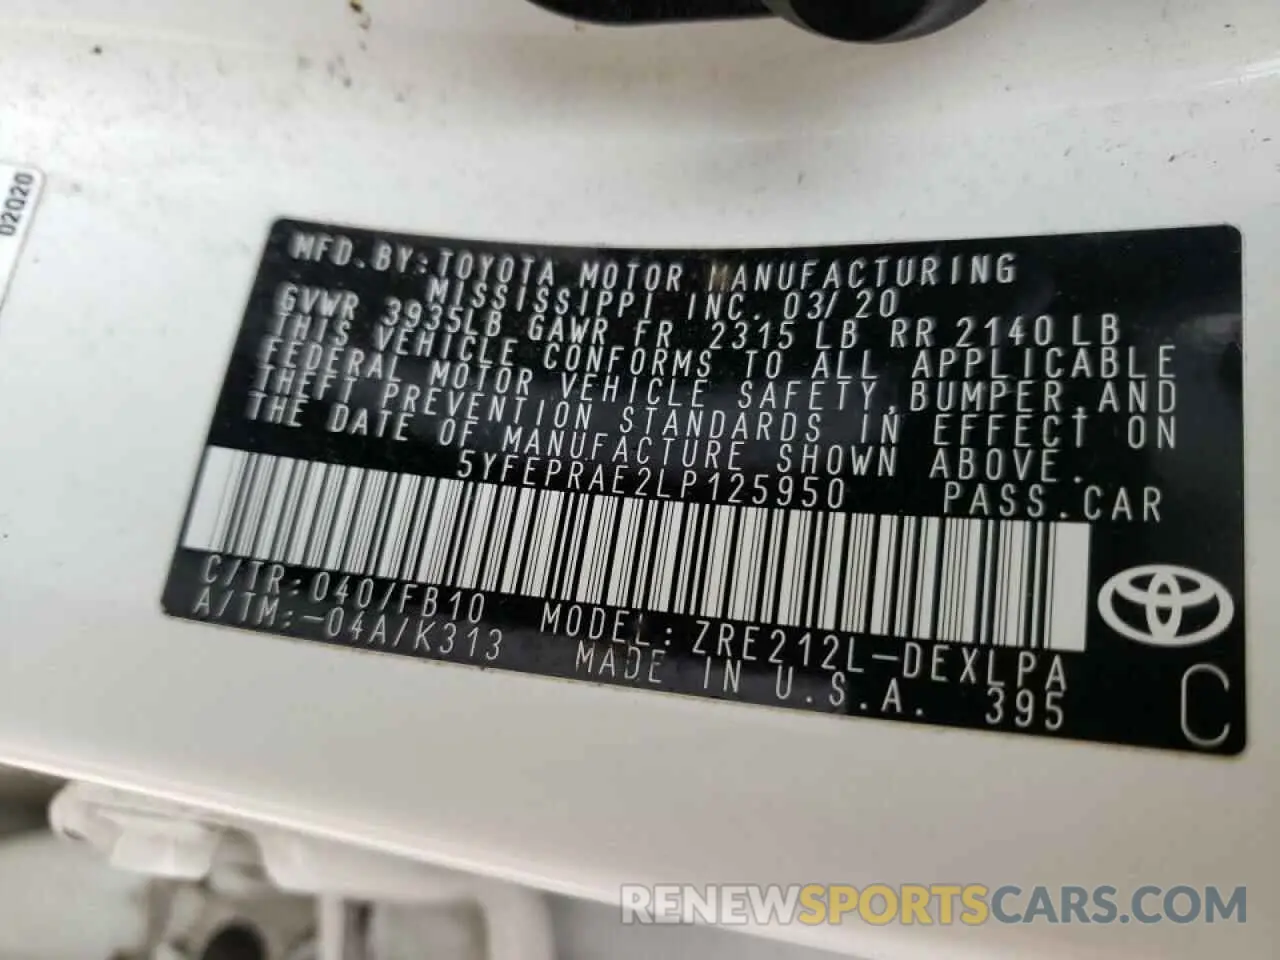 02020
MFD. BY: TOYOTA MOTOR MANUFACTURING
MISSISSIPPI INC. 03/20
GVWR 3935LB GAWR FR 2315 LB RR 2140 LB
THIS VEHICLE CONFORMS TO ALL APPLICABLE
FEDERAL MOTOR VEHICLE SAFETY, BUMPER, AND
THEFT PREVENTION STANDARDS IN EFFECT ON
THE DATE OF MANUFACTURE SHOWN ABOVE.
5YFEPRAE2LP125950 PASS. CAR
C/TR: 040/FB10 MODEL: ZRE212L-DEXLPA
A/TM: -04A/K313 MADE IN U.S.A. 395
C
RENEWSPORTSCARS.COM